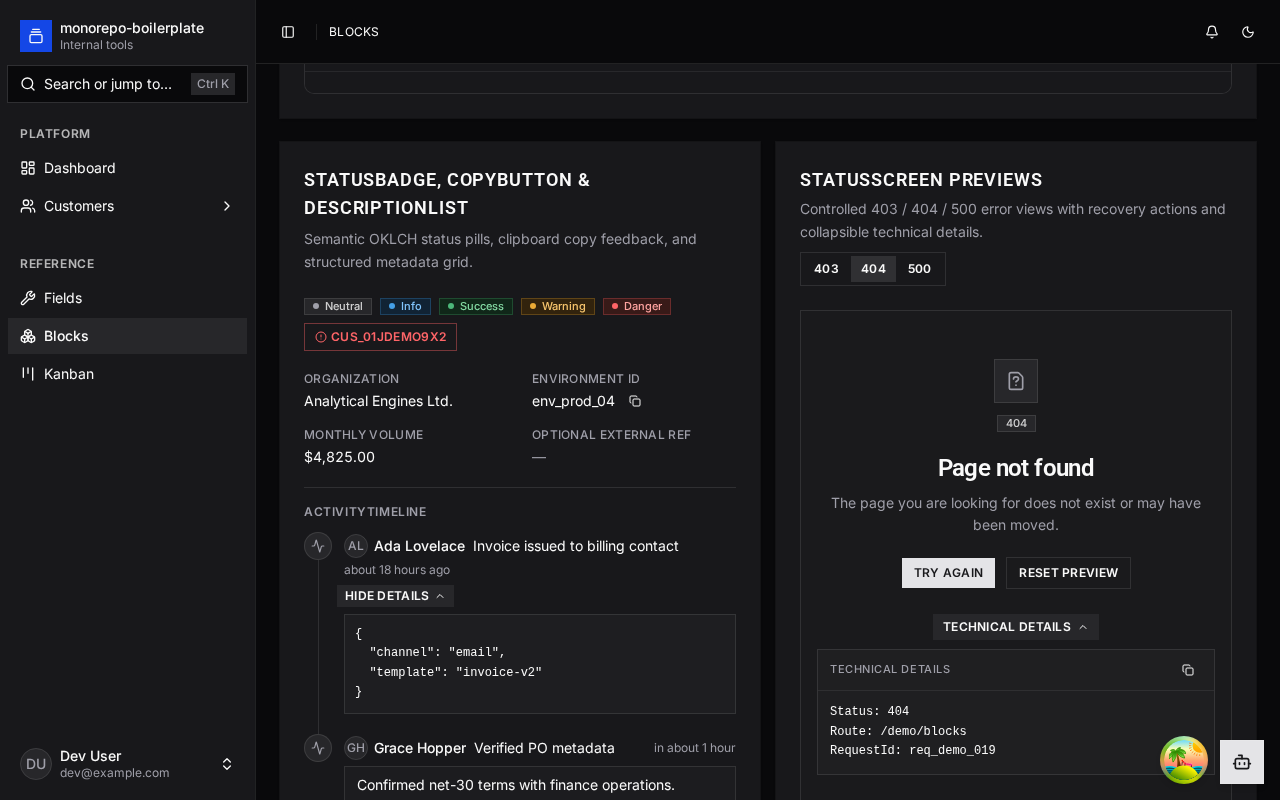 monorepo-boilerplate
Internal tools
Search or jump to...
Ctrl K
PLATFORM
Dashboard
Customers
REFERENCE
Fields
Blocks
Kanban
DU
Dev User
dev@example.com
BLOCKS
STATUSBADGE, COPYBUTTON &
DESCRIPTIONLIST
Semantic OKLCH status pills, clipboard copy feedback, and
structured metadata grid.
Neutral
Info
Success
Warning
Danger
CUS_01JDEMO9X2
ORGANIZATION
Analytical Engines Ltd.
ENVIRONMENT ID
env_prod_04
MONTHLY VOLUME
$4,825.00
OPTIONAL EXTERNAL REF
—
ACTIVITYTIMELINE
AL
Ada Lovelace Invoice issued to billing contact
about 18 hours ago
HIDE DETAILS
{
"channel": "email",
"template": "invoice-v2"
}
GH
Grace Hopper Verified PO metadata
in about 1 hour
Confirmed net-30 terms with finance operations.
STATUSSCREEN PREVIEWS
Controlled 403 / 404 / 500 error views with recovery actions and
collapsible technical details.
403
404
500
404
Page not found
The page you are looking for does not exist or may have
been moved.
TRY AGAIN
RESET PREVIEW
TECHNICAL DETAILS
TECHNICAL DETAILS
Status: 404
Route: /demo/blocks
RequestId: req_demo_019